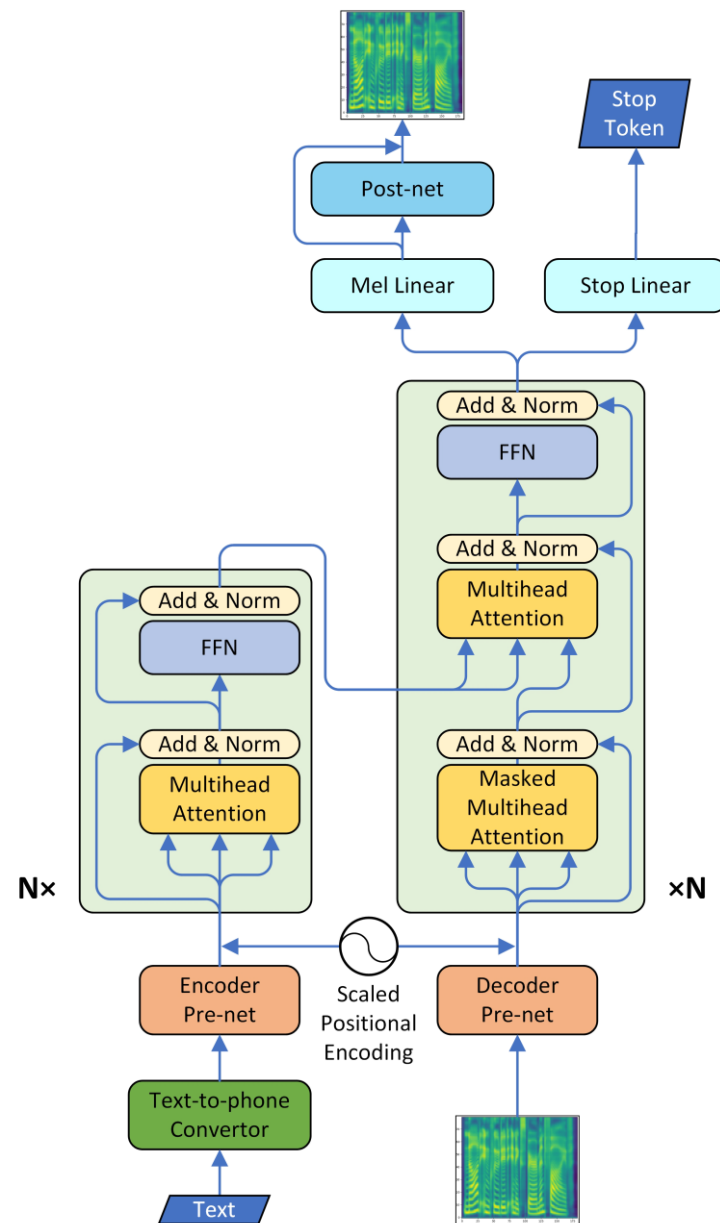 Stop
Token
Post-net
Mel Linear
Stop Linear
Add & Norm
FFN
Add & Norm
Multihead
Attention
Add & Norm
Masked
Multihead
Attention
Add & Norm
FFN
Add & Norm
Multihead
Attention
N×
×N
Encoder
Pre-net
Scaled
Positional
Encoding
Decoder
Pre-net
Text-to-phone
Convertor
Text